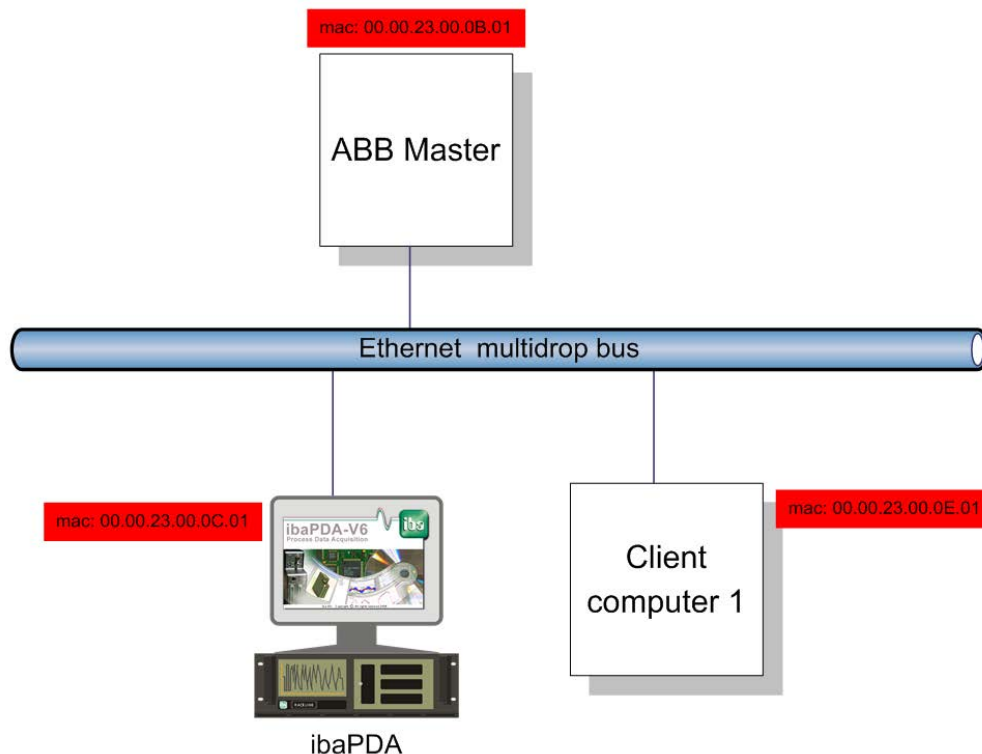 mac: 00.00.23.00.0B.01
ABB Master
Ethernet multidrop bus
mac: 00.00.23.00.0C.01
ibaPDA-V6
Process Data Acquisition
iba
mac: 00.00.23.00.0E.01
Client
computer 1
ibaPDA